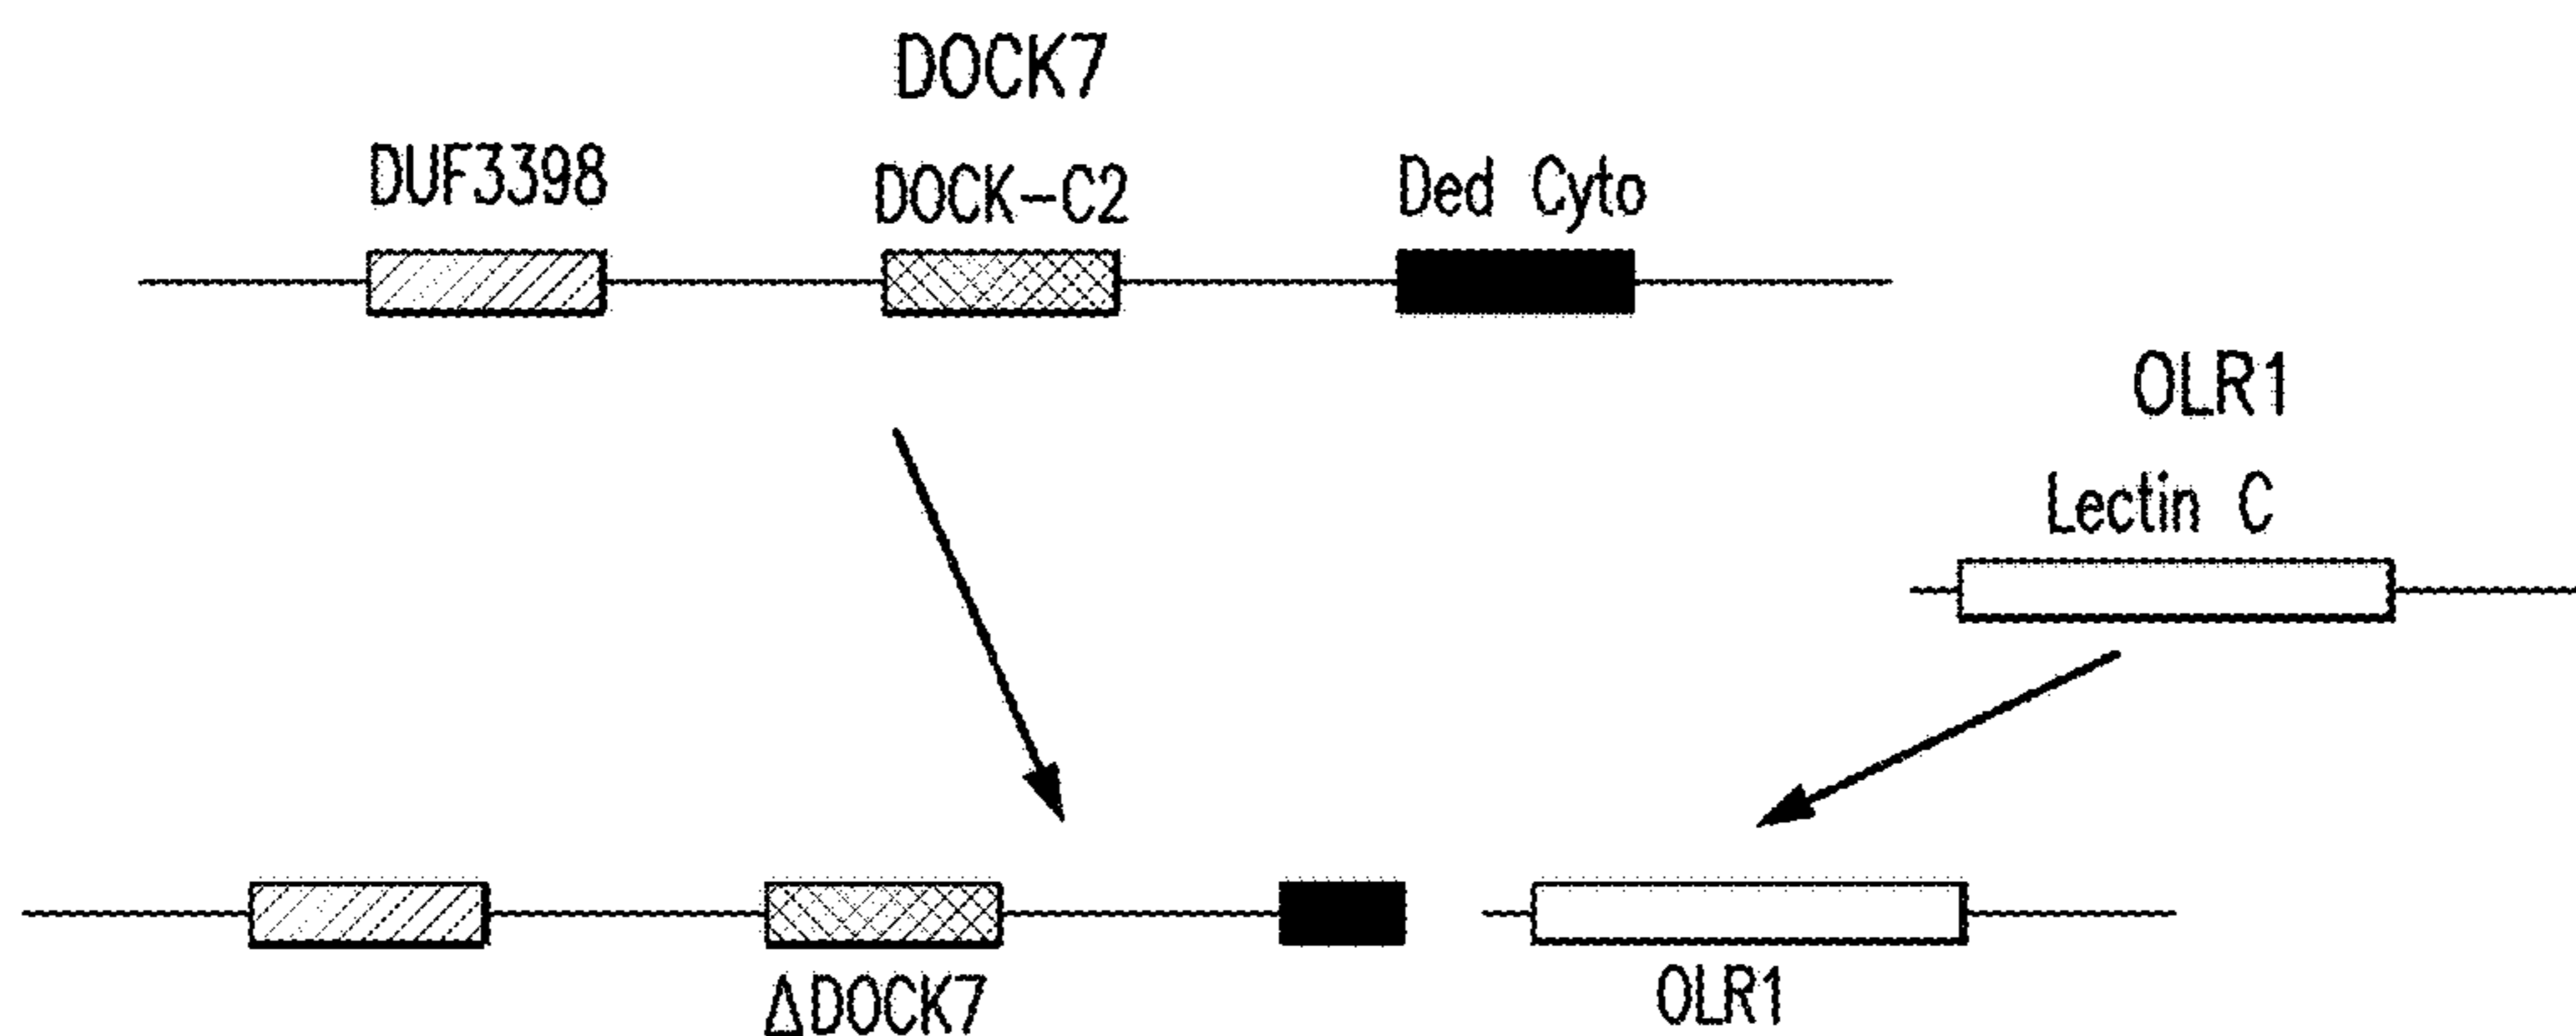 DOCK7
DUF3398
DOCK-C2
Ded Cyto
OLR1
Lectin C
ΔDOCK7
OLR1